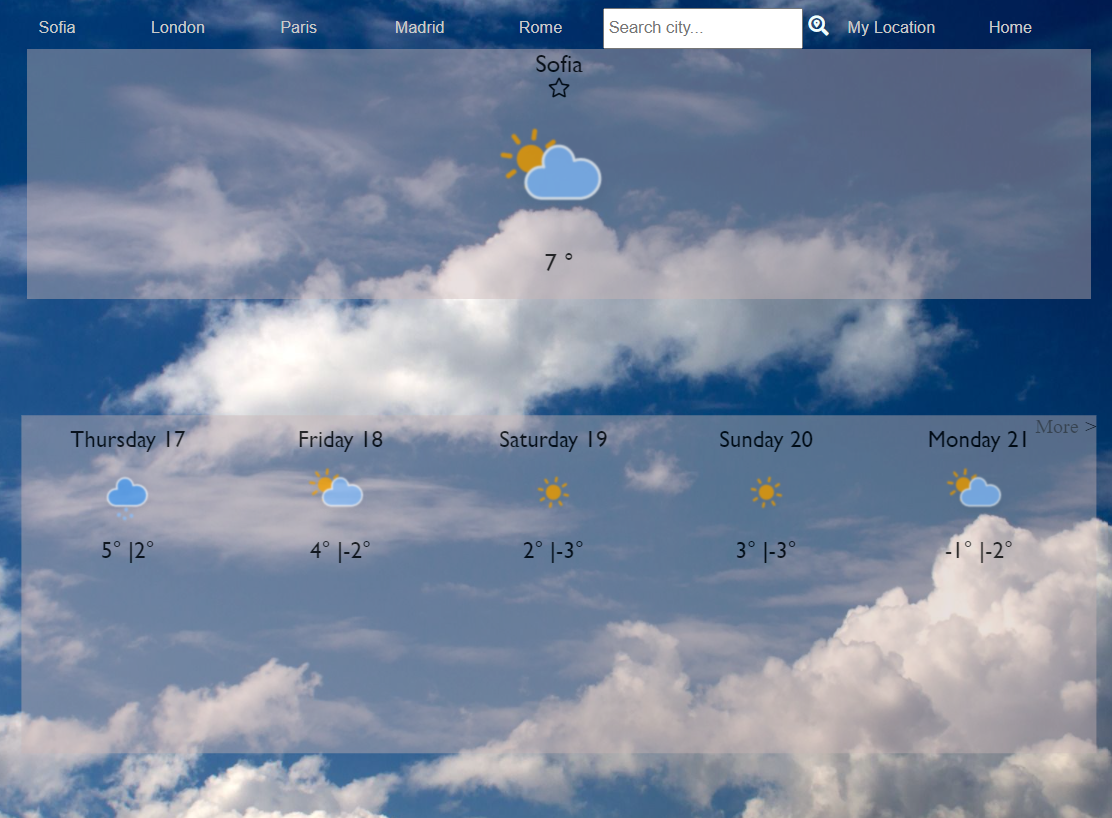 Sofia London Paris Madrid Rome Search city... My Location Home
Sofia
7 °
More >
Thursday 17 Friday 18 Saturday 19 Sunday 20 Monday 21
5° |2° 4° |-2° 2° |-3° 3° |-3° -1° |-2°